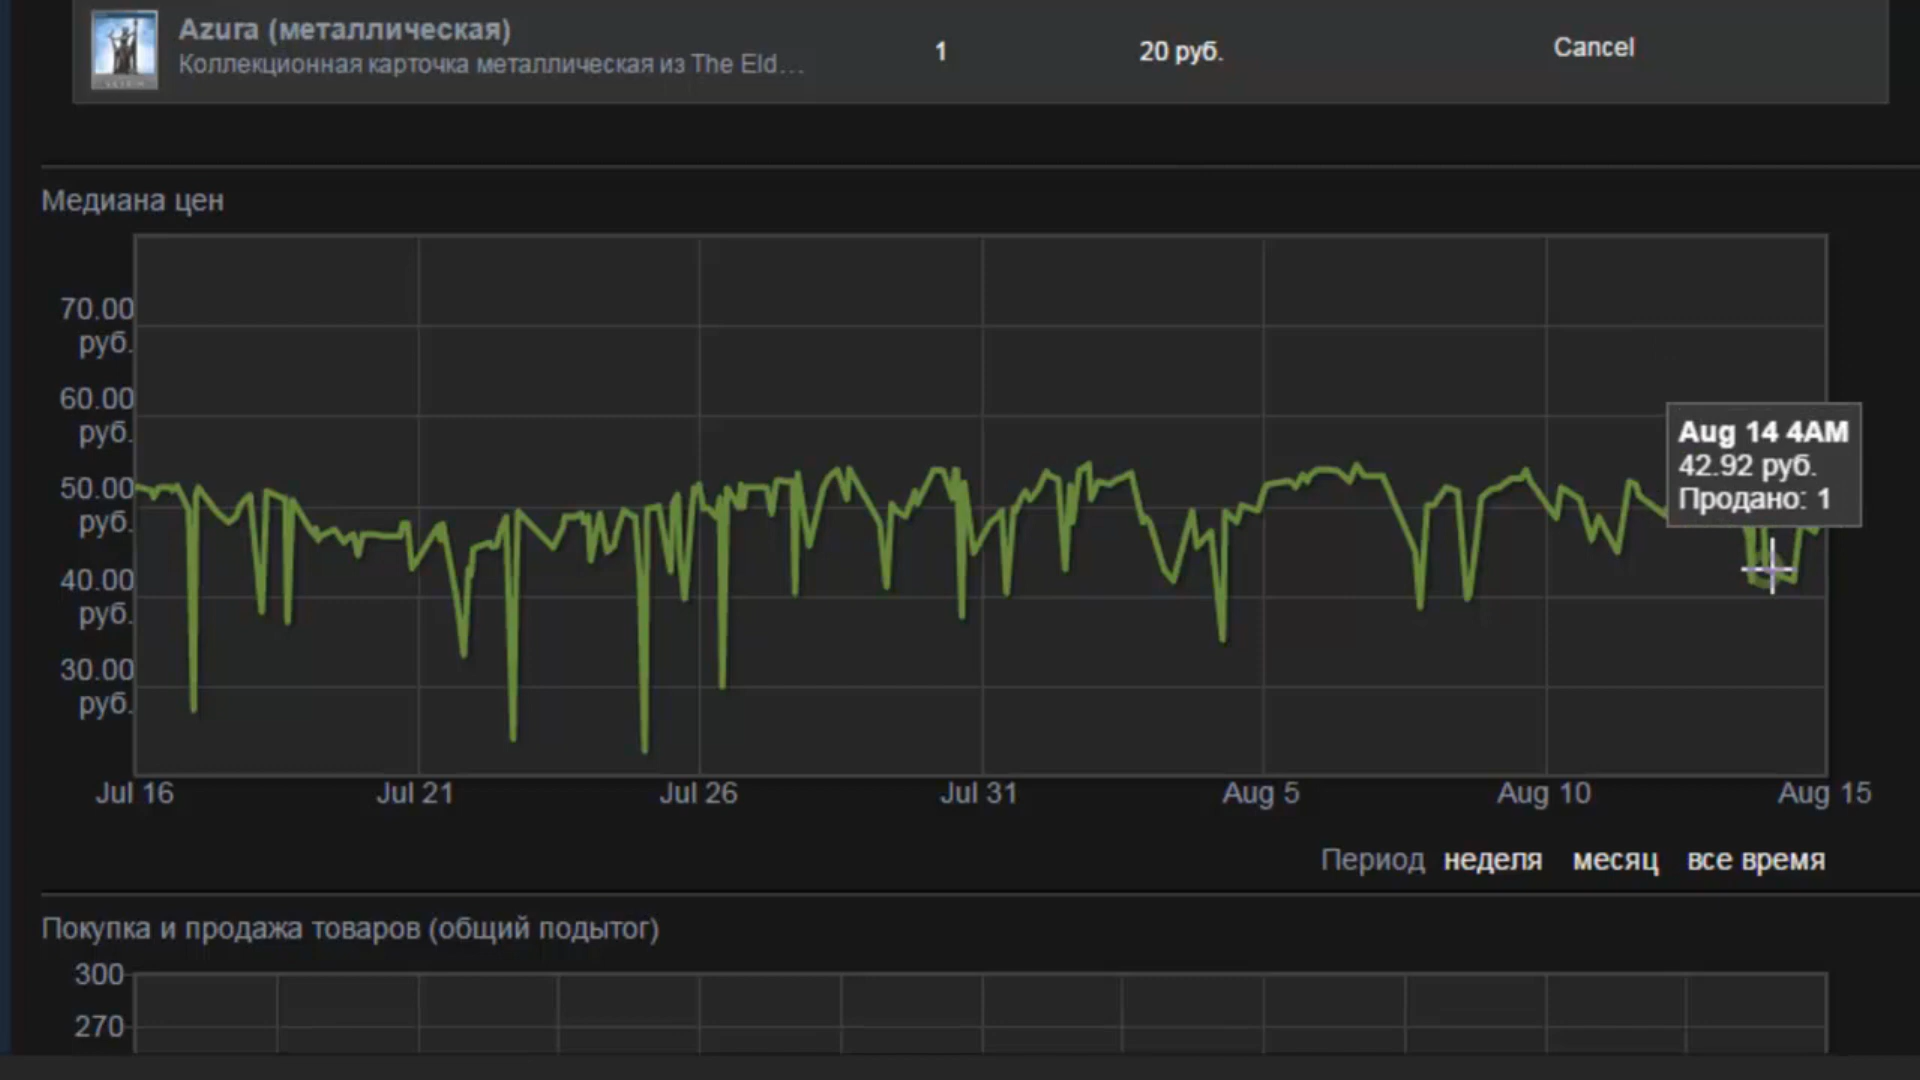 Azura (металлическая)
Коллекционная карточка металлическая из The Eld...
1
20 руб.
Cancel
Медиана цен
70.00
руб.
60.00
руб.
50.00
руб.
40.00
руб.
30.00
руб.
Aug 14 4AM
42.92 руб.
Продано: 1
Jul 16
Jul 21
Jul 26
Jul 31
Aug 5
Aug 10
Aug 15
Период неделя месяц все время
Покупка и продажа товаров (общий подытог)
300
270